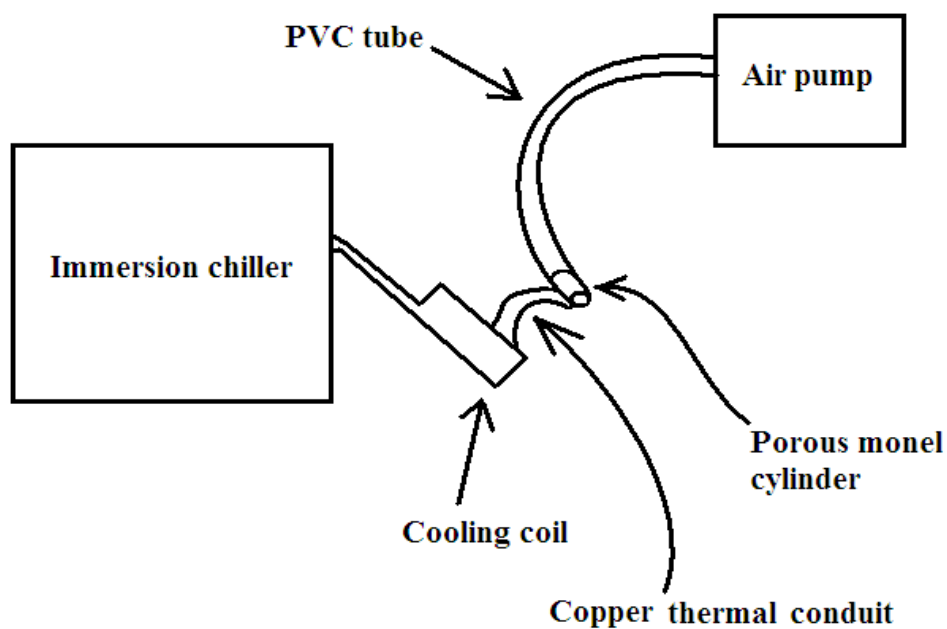 PVC tube
Air pump
Immersion chiller
Porous monel
cylinder
Cooling coil
Copper thermal conduit